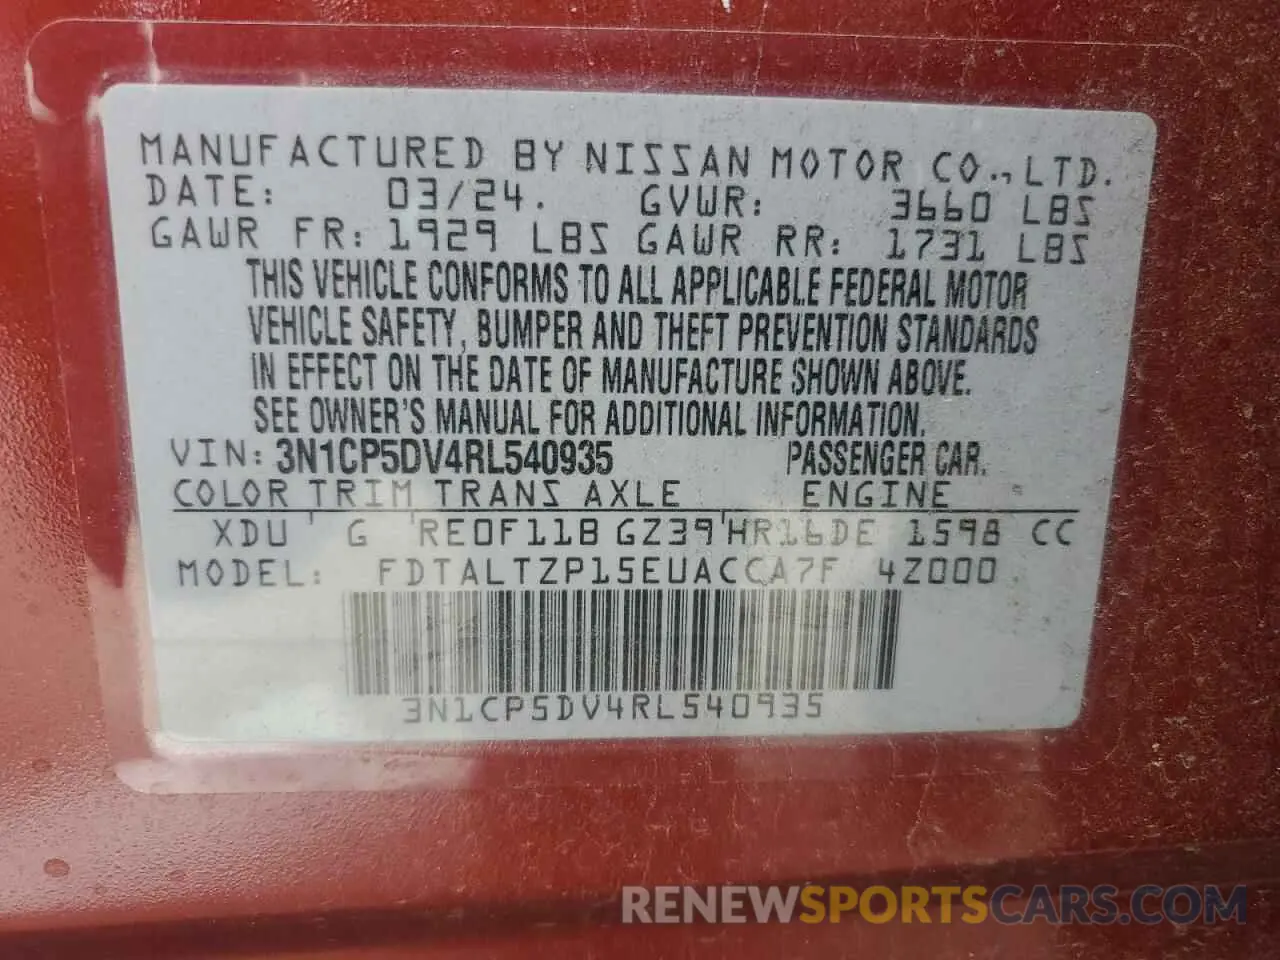 MANUFACTURED BY NISSAN MOTOR CO., LTD.
DATE: 03/24. GVWR: 3660 LBS
GAWR FR: 1929 LBS GAWR RR: 1731 LBS
THIS VEHICLE CONFORMS TO ALL APPLICABLE FEDERAL MOTOR
VEHICLE SAFETY, BUMPER AND THEFT PREVENTION STANDARDS
IN EFFECT ON THE DATE OF MANUFACTURE SHOWN ABOVE.
SEE OWNER'S MANUAL FOR ADDITIONAL INFORMATION.
VIN: 3N1CP5DV4RL540935 PASSENGER CAR.
COLOR TRIM TRANS AXLE ENGINE
XDU ' G 'RE0F11B GZ39'HR16DE 1598 CC
MODEL: FDTALTZP15EUACCA7F 4Z000
3N1CP5DV4RL540935
RENEWSPORTSCARS.COM